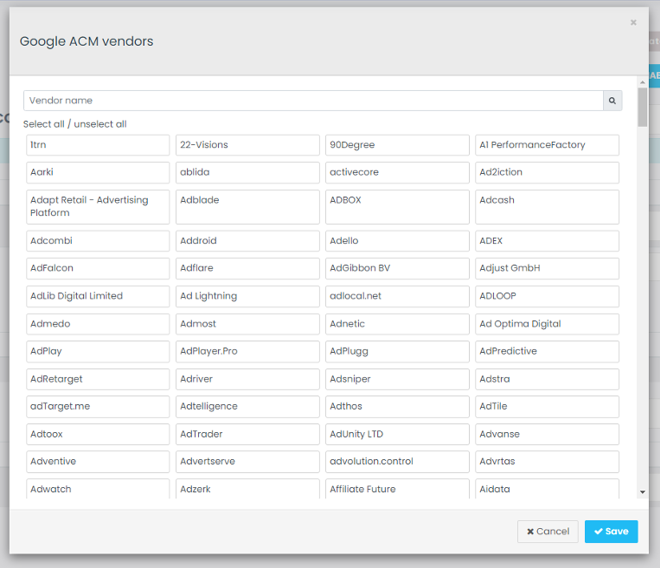 Google ACM vendors
Vendor name
Select all / unselect all
1trn
22-Visions
90Degree
A1 PerformanceFactory
Aarki
ablida
activecore
Ad2iction
Adapt Retail - Advertising
Platform
Adblade
ADBOX
Adcash
Adcombi
Addroid
Adello
ADEX
AdFalcon
Adflare
AdGibbon BV
Adjust GmbH
AdLib Digital Limited
Ad Lightning
adlocal.net
ADLOOP
Admedo
Admost
Adnetic
Ad Optima Digital
AdPlay
AdPlayer.Pro
AdPlugg
AdPredictive
AdRetarget
Adriver
Adsniper
Adstra
adTarget.me
Adtelligence
Adthos
AdTile
Adtoox
AdTrader
AdUnity LTD
Advanse
Adventive
Advertserve
advolution.control
Advrtas
Adwatch
Adzerk
Affiliate Future
Aidata
Cancel
Save